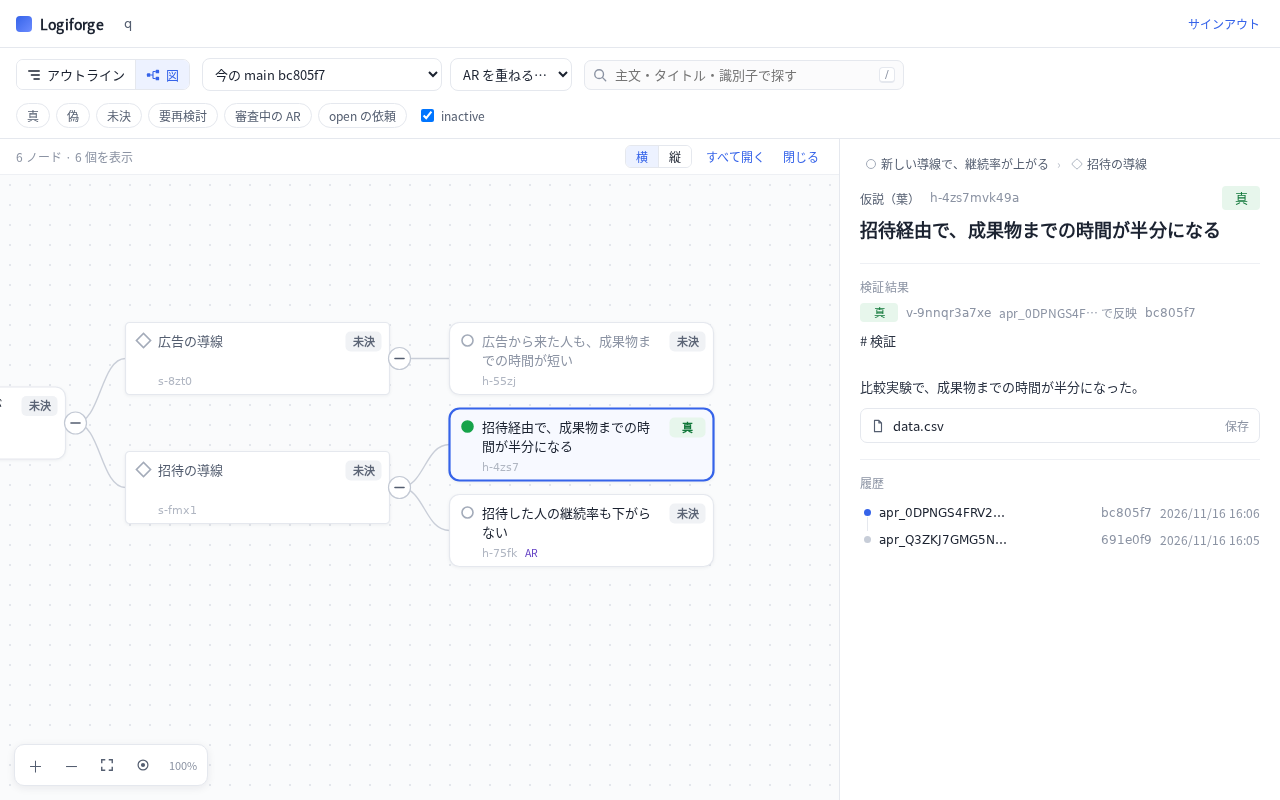 Logiforge q サインアウト
アウトライン 図 今の main bc805f7 AR を重ねる… 主文・タイトル・識別子で探す /
真 偽 未決 要再検討 審査中の AR open の依頼 inactive
6 ノード · 6 個を表示 横 縦 すべて開く 閉じる
新しい導線で、継続率が上がる › 招待の導線
仮説（葉） h-4zs7mvk49a 真
招待経由で、成果物までの時間が半分になる
検証結果
真 v-9nnqr3a7xe apr_0DPNGS4F… で反映 bc805f7
# 検証
比較実験で、成果物までの時間が半分になった。
data.csv 保存
履歴
apr_0DPNGS4FRV2… bc805f7 2026/11/16 16:06
apr_Q3ZKJ7GMG5N… 691e0f9 2026/11/16 16:05
未決
広告の導線 未決
s-8zt0
招待の導線 未決
s-fmx1
広告から来た人も、成果物ま 未決
での時間が短い
h-55zj
招待経由で、成果物までの時 真
間が半分になる
h-4zs7
招待した人の継続率も下がら 未決
ない
h-75fk AR
100%